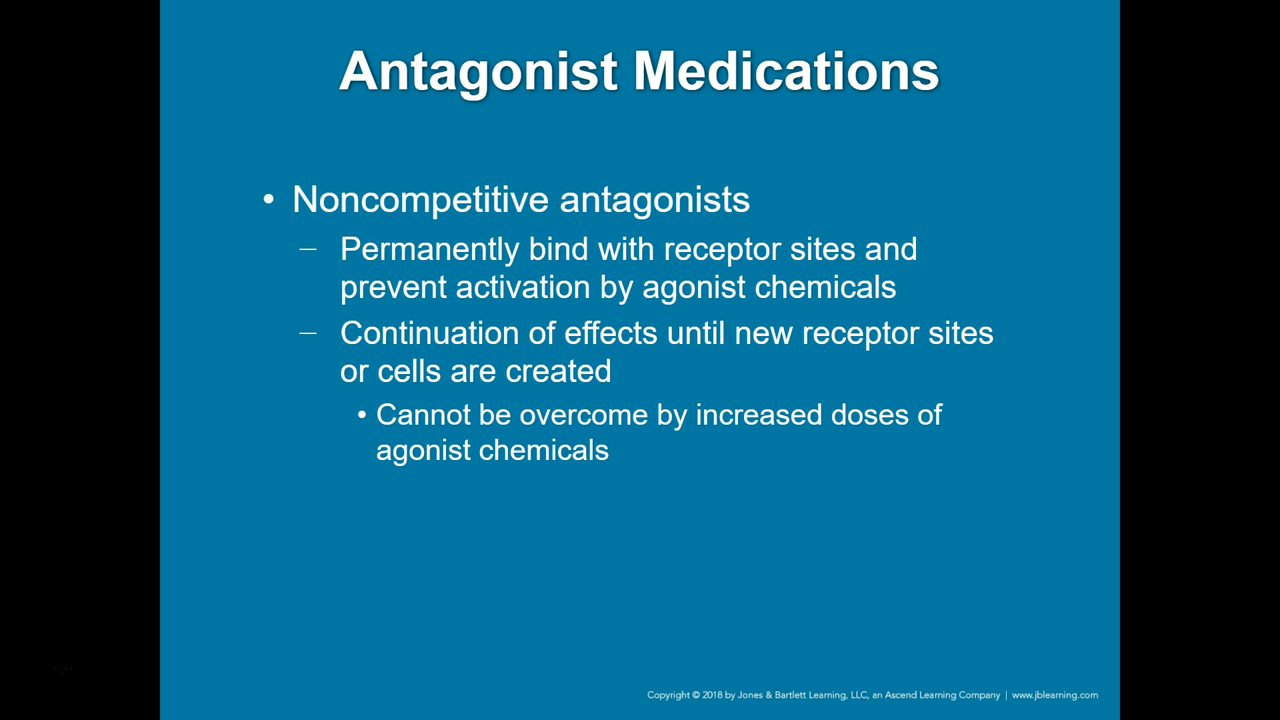 Antagonist Medications
• Noncompetitive antagonists
– Permanently bind with receptor sites and
prevent activation by agonist chemicals
– Continuation of effects until new receptor sites
or cells are created
• Cannot be overcome by increased doses of
agonist chemicals
Copyright © 2018 by Jones & Bartlett Learning, LLC, an Ascend Learning Company | www.jblearning.com